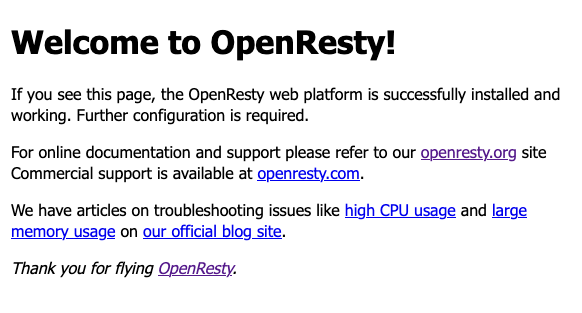 Welcome to OpenResty!
If you see this page, the OpenResty web platform is successfully installed and
working. Further configuration is required.
For online documentation and support please refer to our openresty.org site
Commercial support is available at openresty.com.
We have articles on troubleshooting issues like high CPU usage and large
memory usage on our official blog site.
Thank you for flying OpenResty.